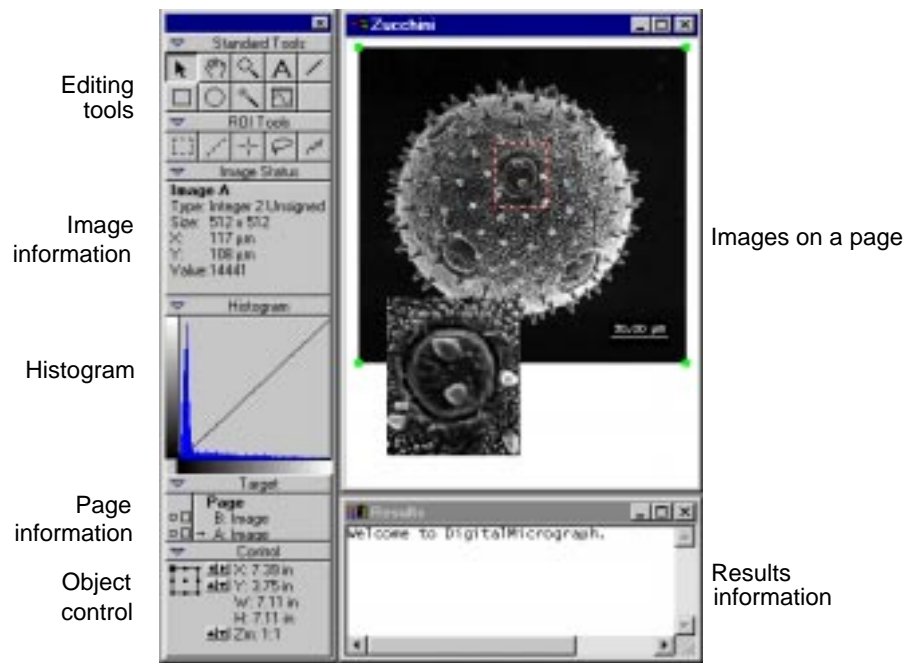 Editing
tools
Image
information
Histogram
Page
information
Object
control
Standard Tools
A
ROI Tools
Image Status
Image A
Type: Integer 2 Unsigned
Size: 512 x 512
X: 117 µm
Y: 108 µm
Value: 14441
Histogram
Target
Page
B: Image
A: Image
Control
X: 7.39 in
Y: 3.75 in
W: 7.11 in
H: 7.11 in
Zm: 1:1
Zucchini
Results
Welcome to DigitalMicrograph.
Images on a page
Results
information